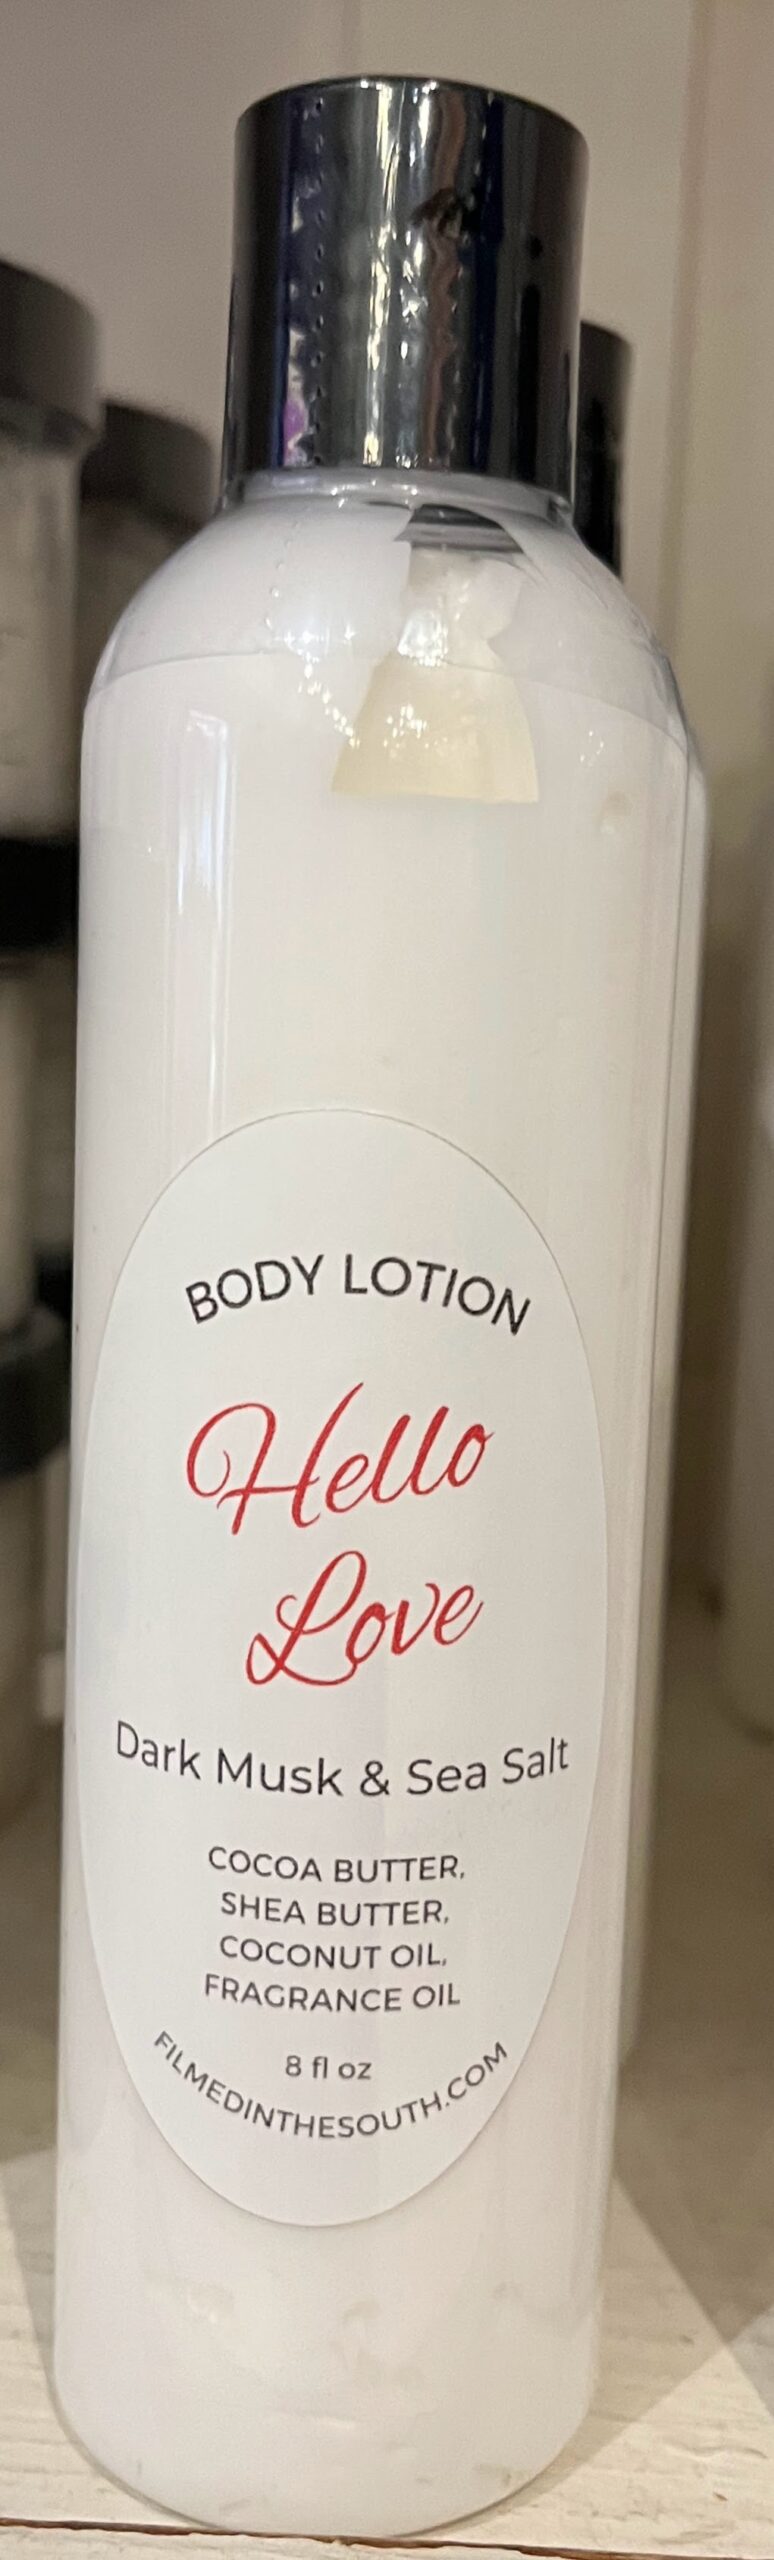 BODY LOTION
Hello
Love
Dark Musk & Sea Salt
COCOA BUTTER,
SHEA BUTTER,
COCONUT OIL,
FRAGRANCE OIL
8 fl oz
FILMEDINTHESOUTH.COM